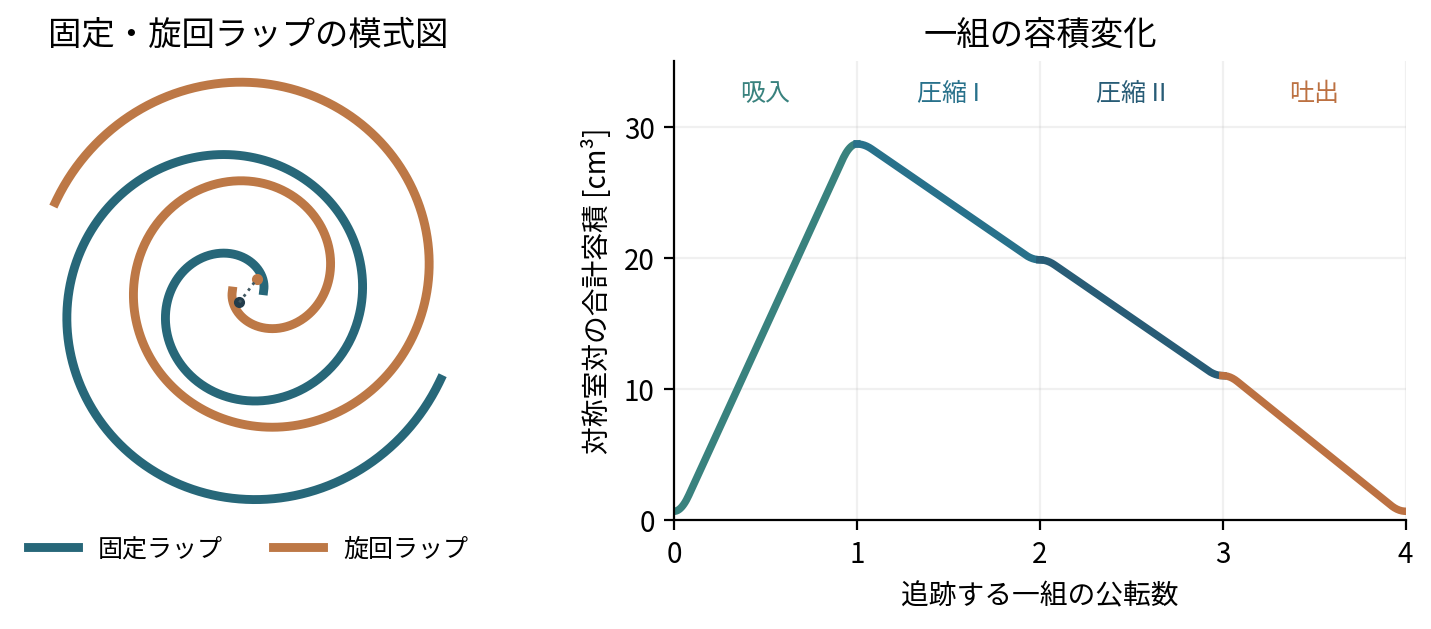 固定・旋回ラップの模式図
固定ラップ
旋回ラップ
一組の容積変化
吸入
圧縮 I
圧縮 II
吐出
対称室対の合計容積 [cm³]
30
20
10
0
0
1
2
3
4
追跡する一組の公転数